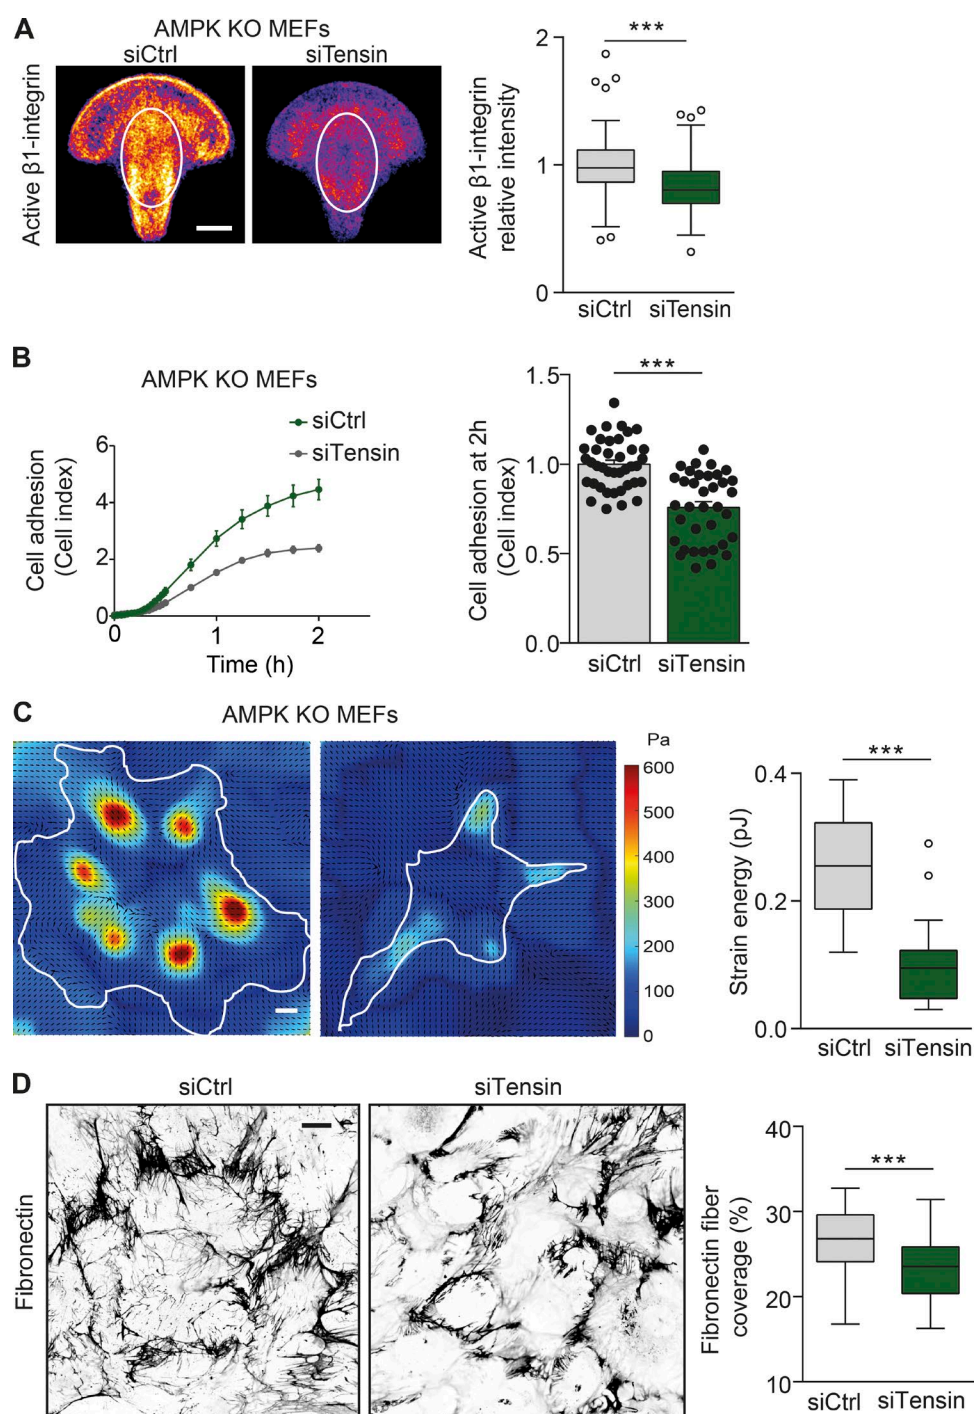 A
AMPK KO MEFs
siCtrl
siTensin
Active β1-integrin
Active β1-integrin
relative intensity
2
1
0
***
siCtrl
siTensin
B
AMPK KO MEFs
siCtrl
siTensin
Cell adhesion
(Cell index)
6
4
2
0
0
1
2
Time (h)
Cell adhesion at 2h
(Cell index)
1.5
1.0
0.5
0.0
***
siCtrl
siTensin
C
AMPK KO MEFs
Pa
600
500
400
300
200
100
0
Strain energy (pJ)
0.4
0.2
0.0
***
siCtrl
siTensin
D
siCtrl
siTensin
Fibronectin
Fibronectin fiber
coverage (%)
40
30
20
10
***
siCtrl
siTensin